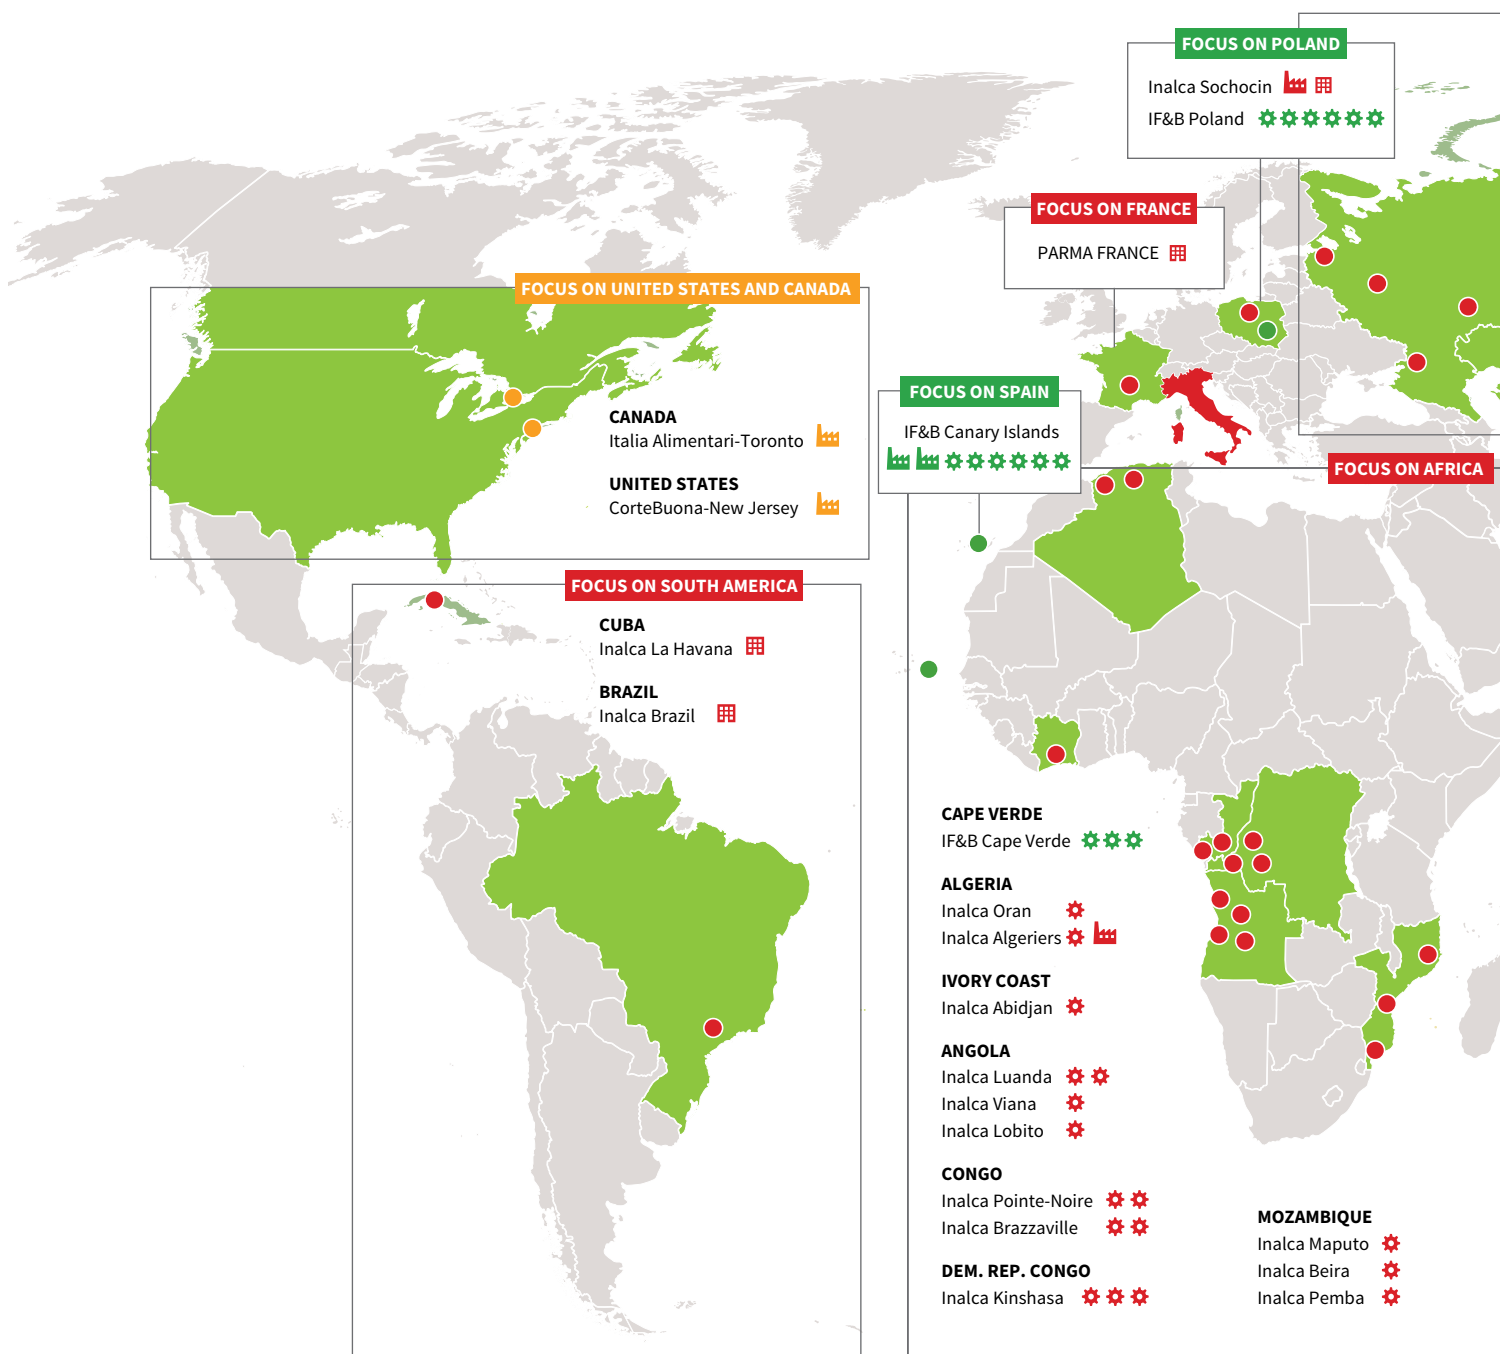 FOCUS ON POLAND
Inalca Sochocin
IF&B Poland
FOCUS ON FRANCE
PARMA FRANCE
FOCUS ON UNITED STATES AND CANADA
CANADA
Italia Alimentari-Toronto
UNITED STATES
CorteBuona-New Jersey
FOCUS ON SPAIN
IF&B Canary Islands
FOCUS ON AFRICA
FOCUS ON SOUTH AMERICA
CUBA
Inalca La Havana
BRAZIL
Inalca Brazil
CAPE VERDE
IF&B Cape Verde
ALGERIA
Inalca Oran
Inalca Algeriers
IVORY COAST
Inalca Abidjan
ANGOLA
Inalca Luanda
Inalca Viana
Inalca Lobito
CONGO
Inalca Pointe-Noire
Inalca Brazzaville
DEM. REP. CONGO
Inalca Kinshasa
MOZAMBIQUE
Inalca Maputo
Inalca Beira
Inalca Pemba